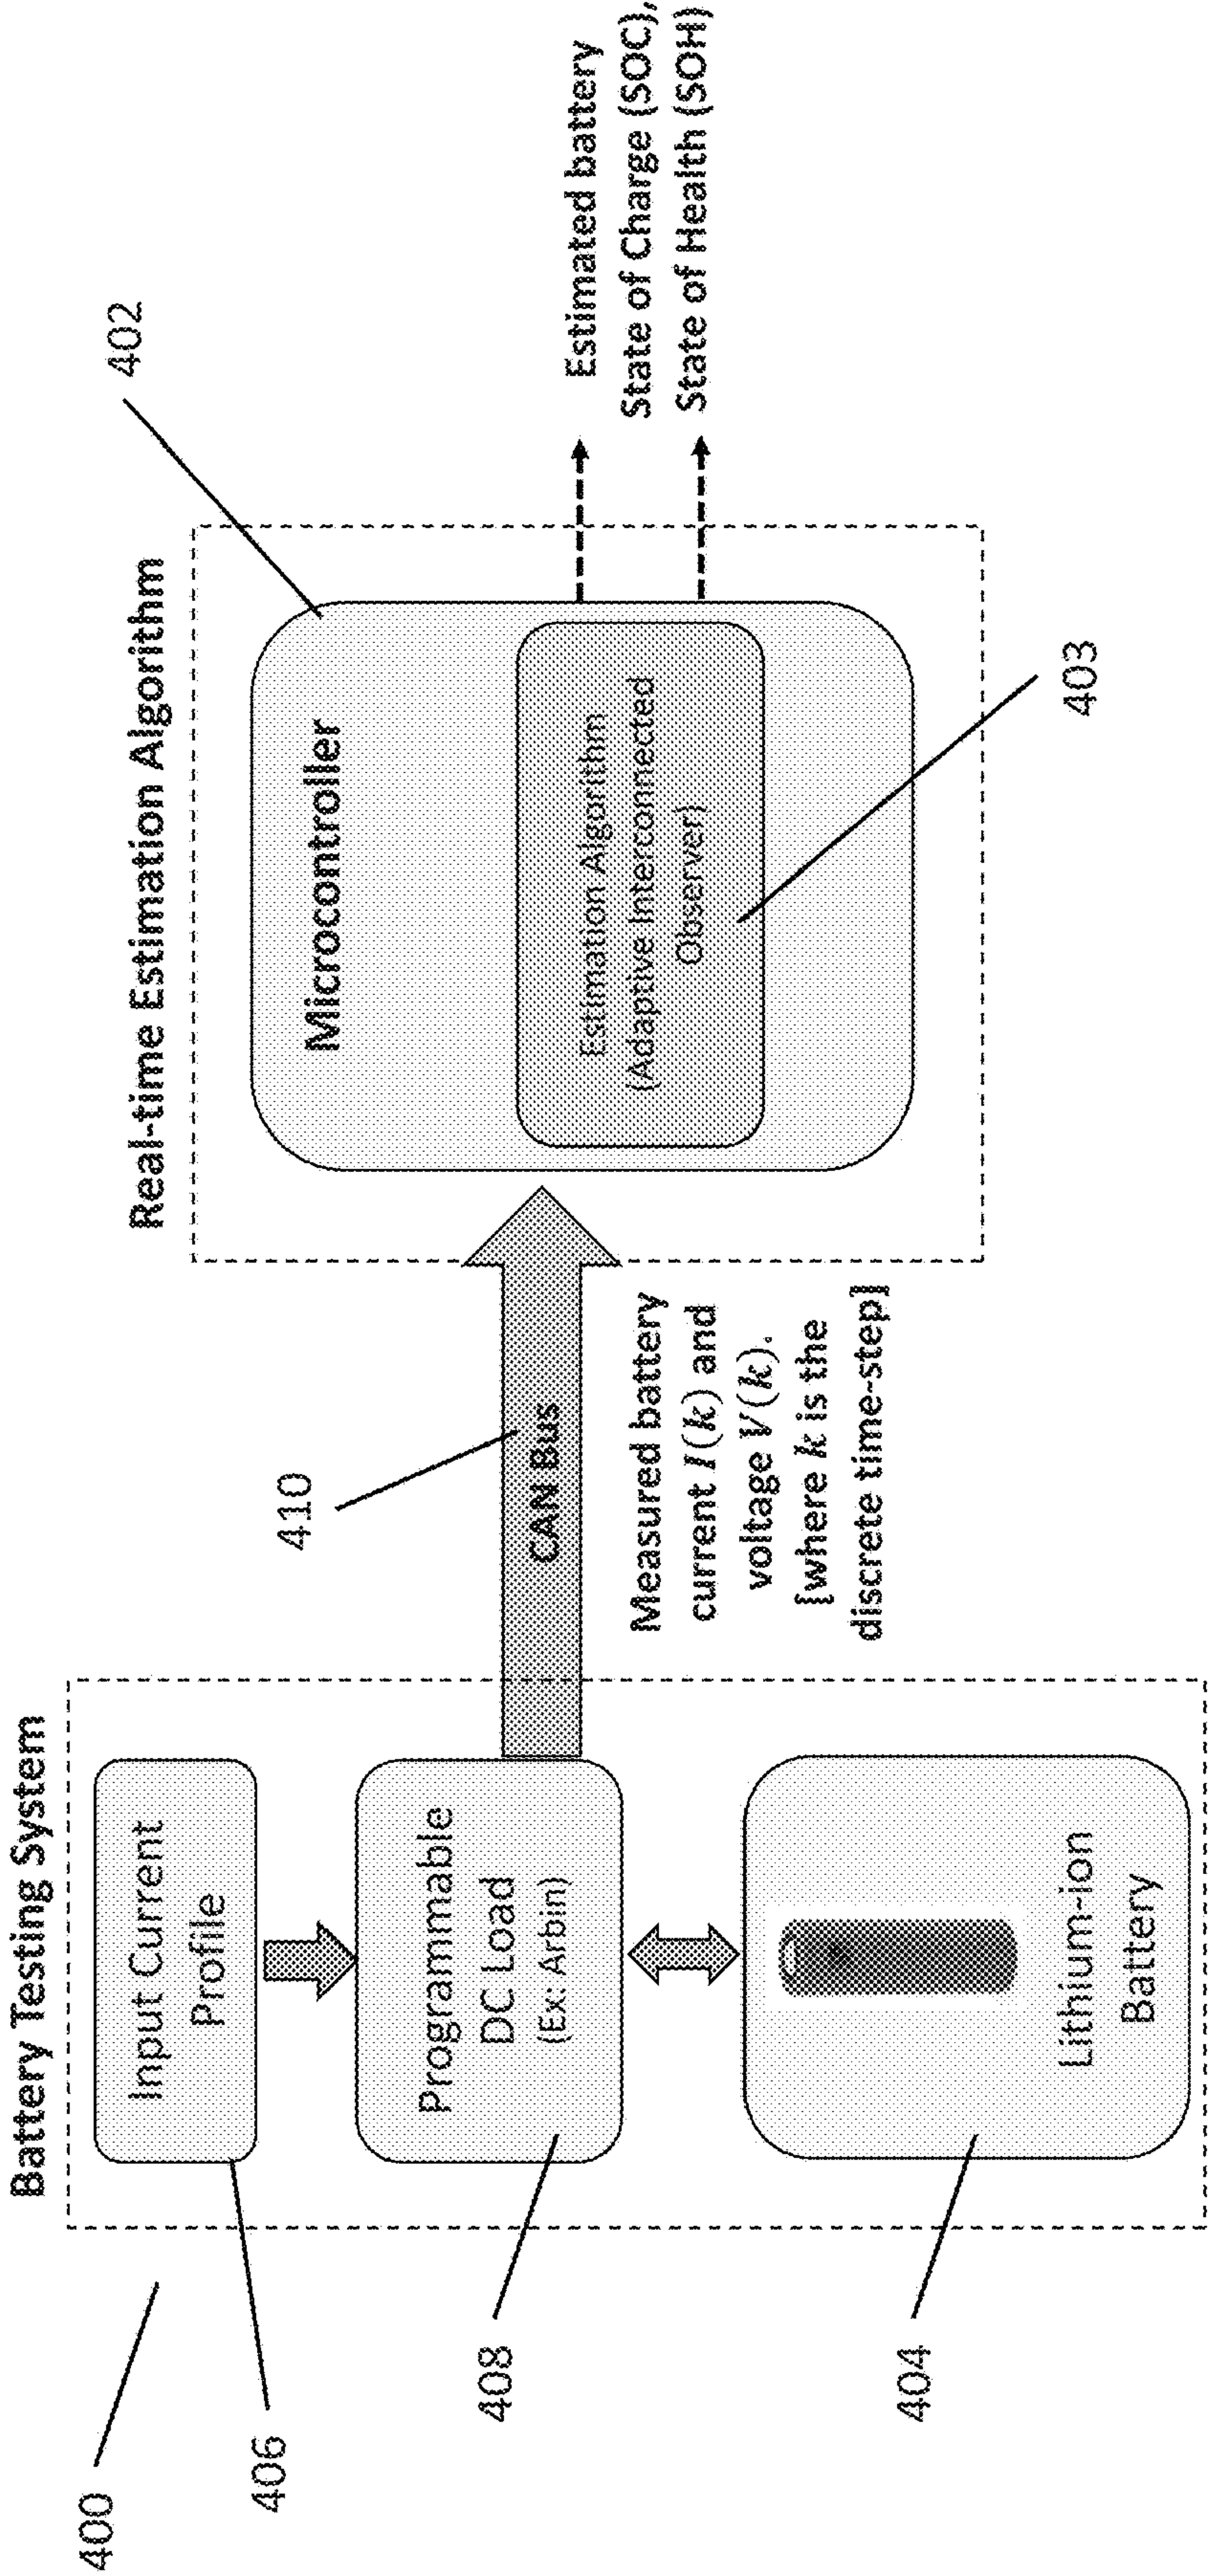 Battery Testing System
Input Current
Profile
Programmable
DC Load
(Ex: Arbin)
Lithium-ion
Battery
400
406
408
404
CAN Bus
410
Measured battery
current I(k) and
voltage V(k).
[where k is the
discrete time-step]
Real-time Estimation Algorithm
Microcontroller
Estimation Algorithm
(Adaptive Interconnected
Observer)
402
403
Estimated battery
State of Charge (SOC),
State of Health (SOH)